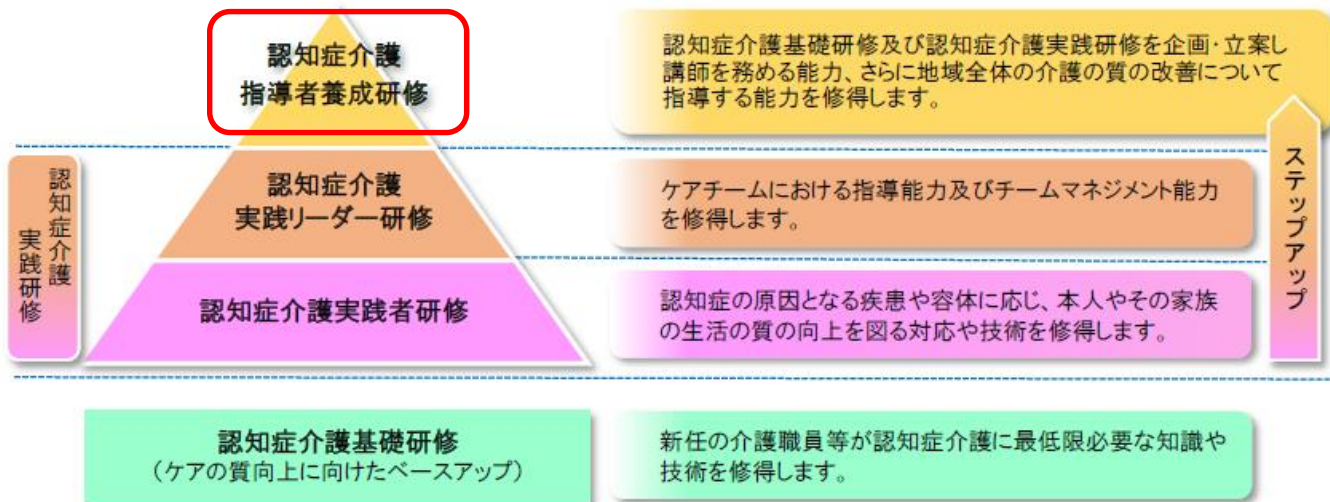 認知症介護
指導者養成研修
認知症介護基礎研修及び認知症介護実践研修を企画・立案し
講師を務める能力、さらに地域全体の介護の質の改善について
指導する能力を修得します。
認知症介護
実践研修
認知症介護
実践リーダー研修
ケアチームにおける指導能力及びチームマネジメント能力
を修得します。
ステップアップ
認知症介護実践者研修
認知症の原因となる疾患や容体に応じ、本人やその家族
の生活の質の向上を図る対応や技術を修得します。
認知症介護基礎研修
（ケアの質向上に向けたベースアップ）
新任の介護職員等が認知症介護に最低限必要な知識や
技術を修得します。